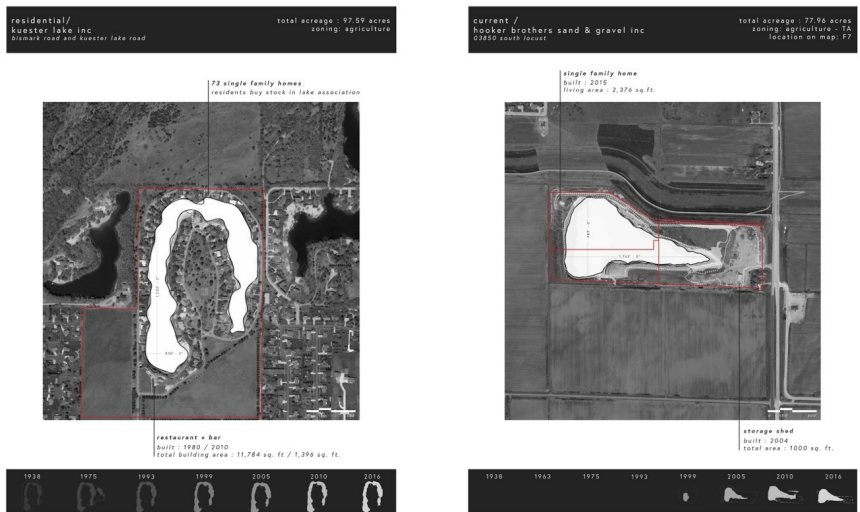 residential/
kuester lake inc
bismark road and kuester lake road
total acreage : 97.59 acres
zoning: agriculture
73 single family homes
residents buy stock in lake association
restaurant + bar
built : 1980 / 2010
total building area : 11,784 sq. ft / 1,396 sq. ft.
1938 1975 1993 1999 2005 2010 2016
current /
hooker brothers sand & gravel inc
03850 south locust
total acreage : 77.96 acres
zoning: agriculture - TA
location on map: F7
single family home
built : 2015
living area : 2,376 sq.ft.
storage shed
built : 2004
total area : 1000 sq. ft.
1938 1963 1975 1993 1999 2005 2010 2016